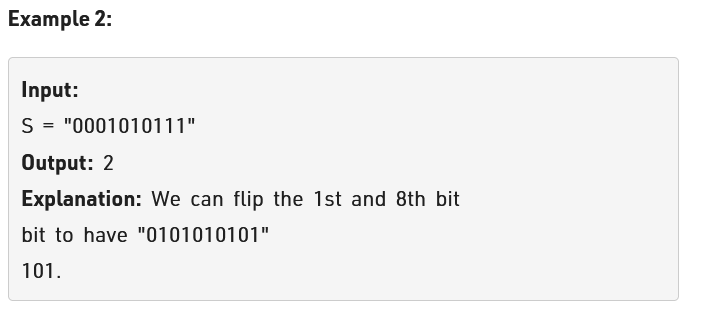 Example 2:
Input:
S = "0001010111"
Output: 2
Explanation: We can flip the 1st and 8th bit
bit to have "0101010101"
101.